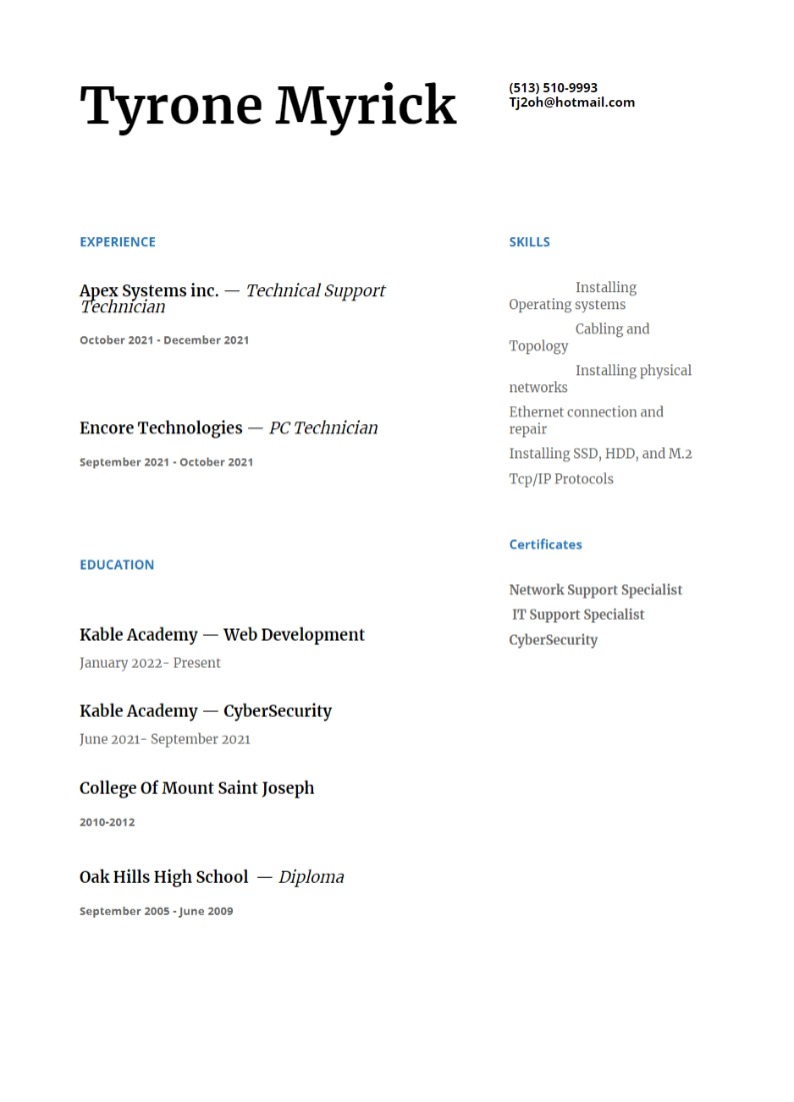 Tyrone Myrick
(513) 510-9993
Tj2oh@hotmail.com
EXPERIENCE
Apex Systems inc. — Technical Support
Technician
October 2021 - December 2021
Encore Technologies — PC Technician
September 2021 - October 2021
EDUCATION
Kable Academy — Web Development
January 2022- Present
Kable Academy — CyberSecurity
June 2021- September 2021
College Of Mount Saint Joseph
2010-2012
Oak Hills High School — Diploma
September 2005 - June 2009
SKILLS
Installing
Operating systems
Cabling and
Topology
Installing physical
networks
Ethernet connection and
repair
Installing SSD, HDD, and M.2
Tcp/IP Protocols
Certificates
Network Support Specialist
IT Support Specialist
CyberSecurity